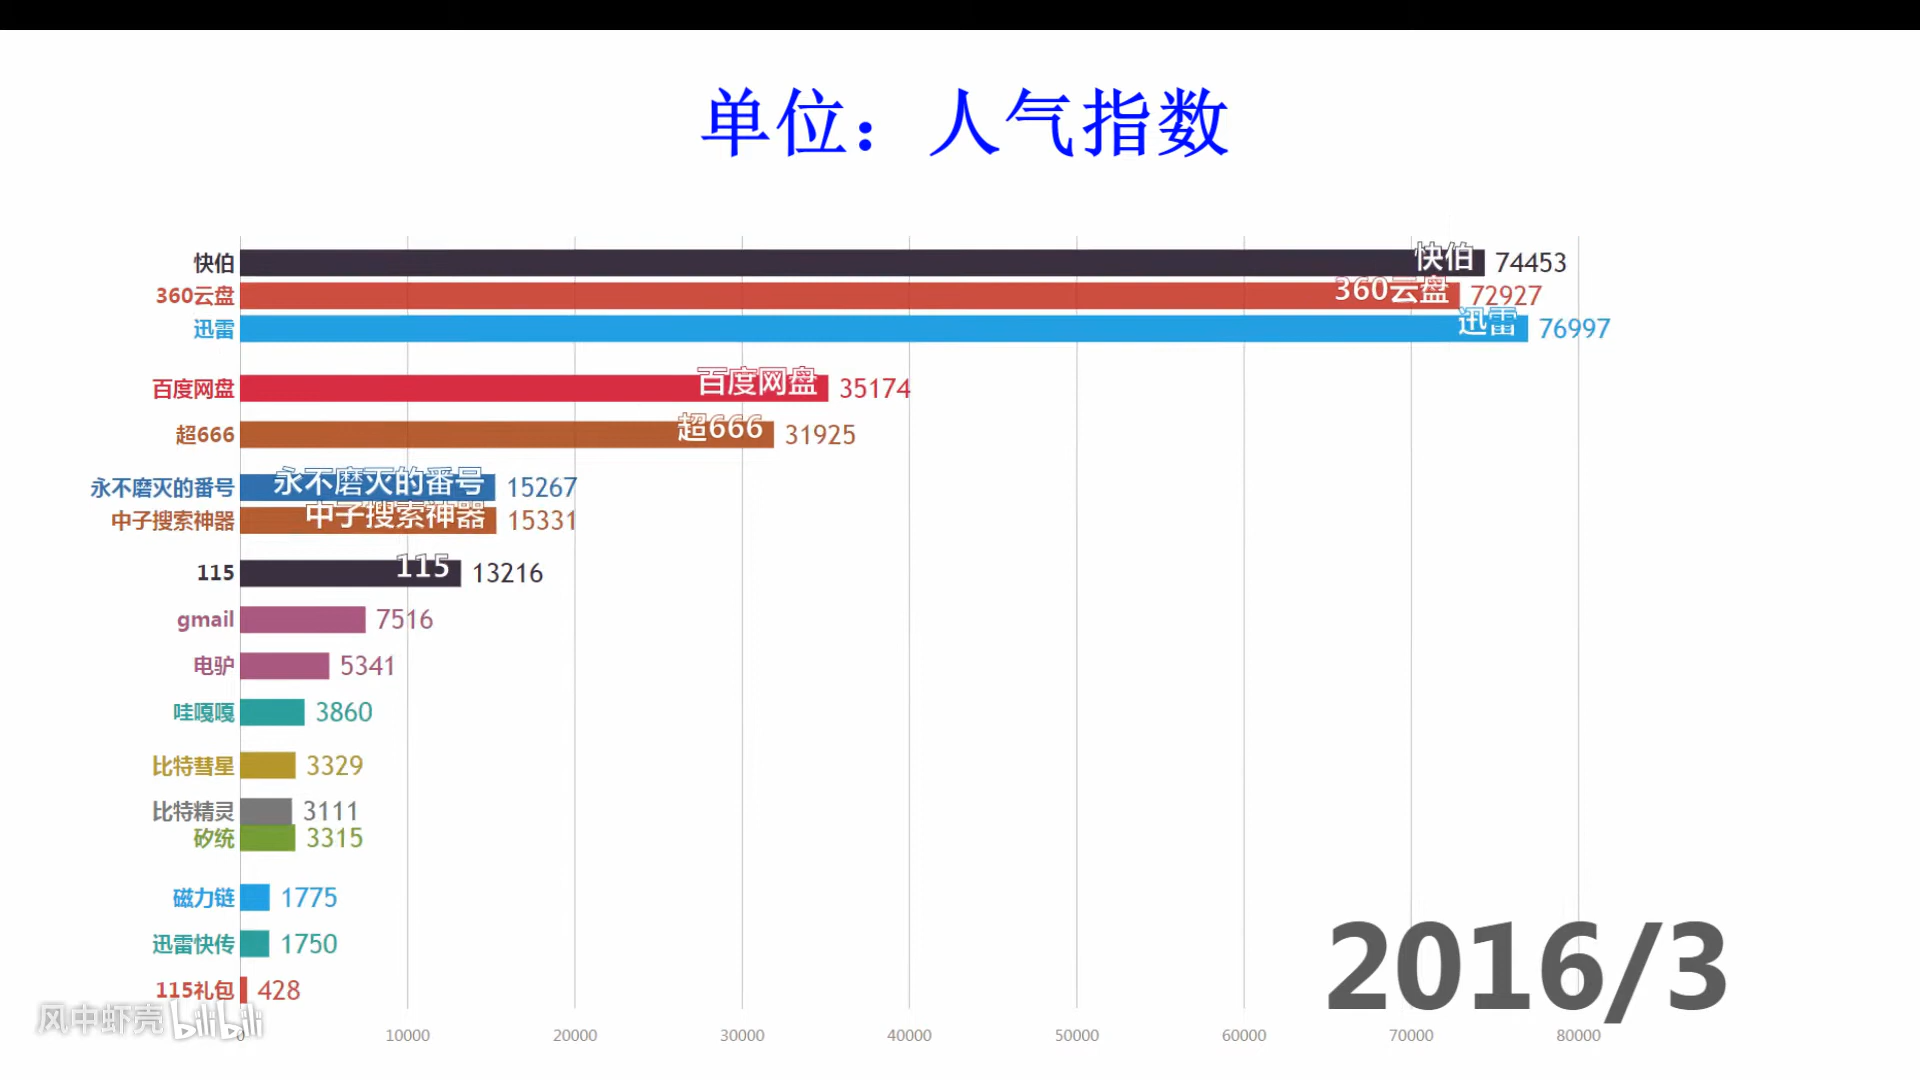 单位：人气指数
快伯 快伯 74453
360云盘 360云盘 72927
迅雷 迅雷 76997
百度网盘 百度网盘 35174
超666 超666 31925
永不磨灭的番号 永不磨灭的番号 15267
中子搜索神器 中子搜索神器 15331
115 115 13216
gmail 7516
电驴 5341
哇嘎嘎 3860
比特彗星 3329
比特精灵 3111
矽统 3315
磁力链 1775
迅雷快传 1750
115礼包 428
2016/3
风中虾壳 bilibili
0 10000 20000 30000 40000 50000 60000 70000 80000